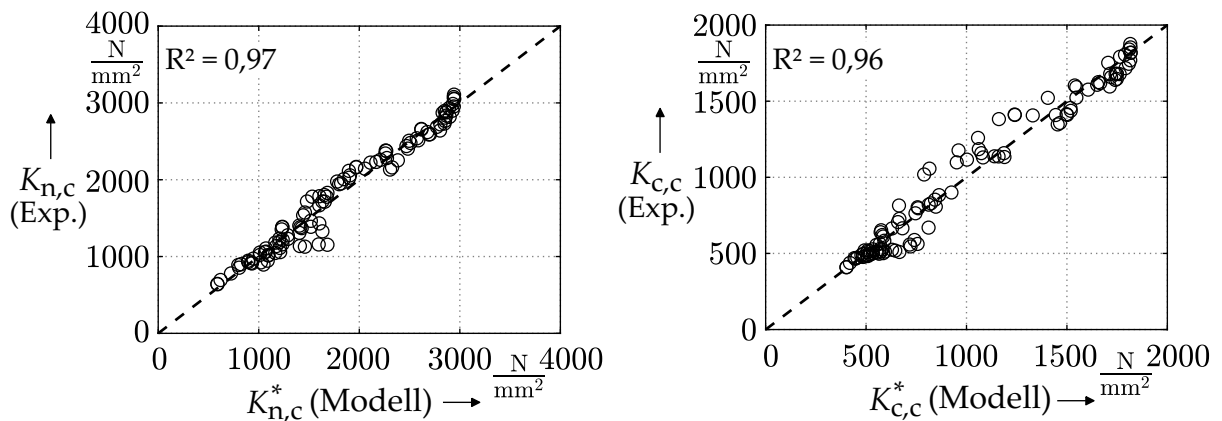 4000
N
mm²
R² = 0,97
3000
K_n,c
(Exp.)
2000
1000
0
0 1000 2000 3000 4000
K*_n,c (Modell)
N
mm²
2000
N
mm²
R² = 0,96
1500
K_c,c
(Exp.)
1000
500
0
0 500 1000 1500 2000
K*_c,c (Modell)
N
mm²